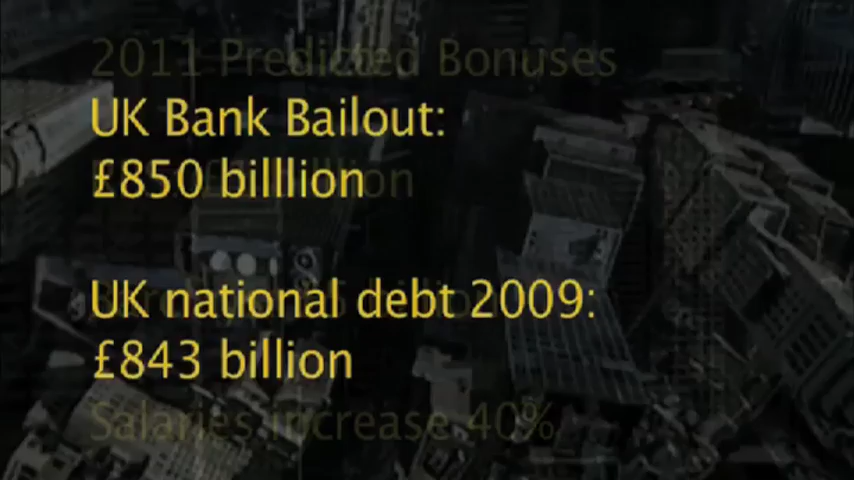 2011 Predicted Bonuses
UK Bank Bailout:
£850 billlion
UK national debt 2009:
£843 billion
Salaries increase 40%